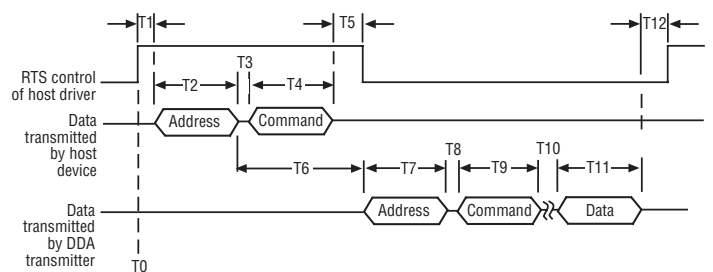 T1
T5
T12
RTS control
of host driver
T2
T3
T4
Data
transmitted
by host
device
Address
Command
T6
T7
T8
T9
T10
T11
Data
transmitted
by DDA
transmitter
Address
Command
Data
T0